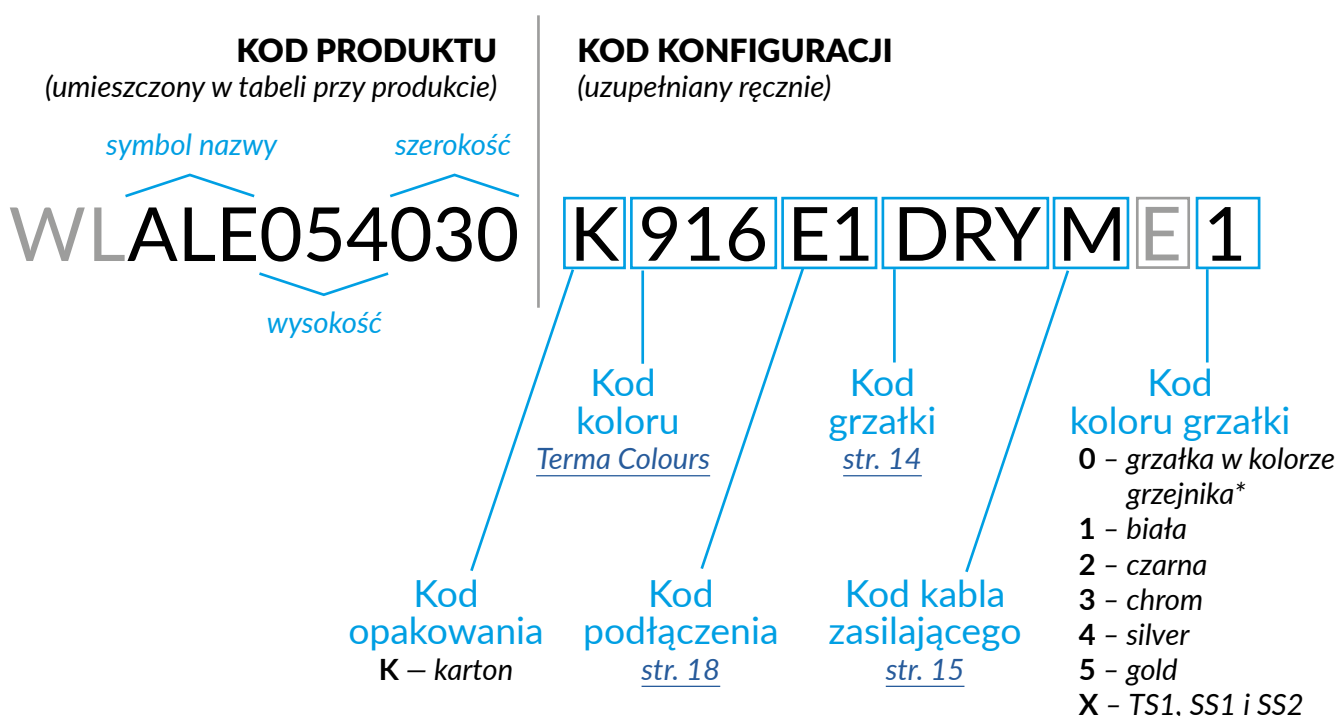 KOD PRODUKTU
(umieszczony w tabeli przy produkcie)
KOD KONFIGURACJI
(uzupełniany ręcznie)
symbol nazwy
szerokość
WLALE054030 K 916 E1 DRY M E 1
wysokość
Kod
koloru
Terma Colours
Kod
grzałki
str. 14
Kod
koloru grzałki
0 – grzałka w kolorze
grzejnika*
1 – biała
2 – czarna
3 – chrom
4 – silver
5 – gold
X – TS1, SS1 i SS2
Kod
opakowania
K — karton
Kod
podłączenia
str. 18
Kod kabla
zasilającego
str. 15